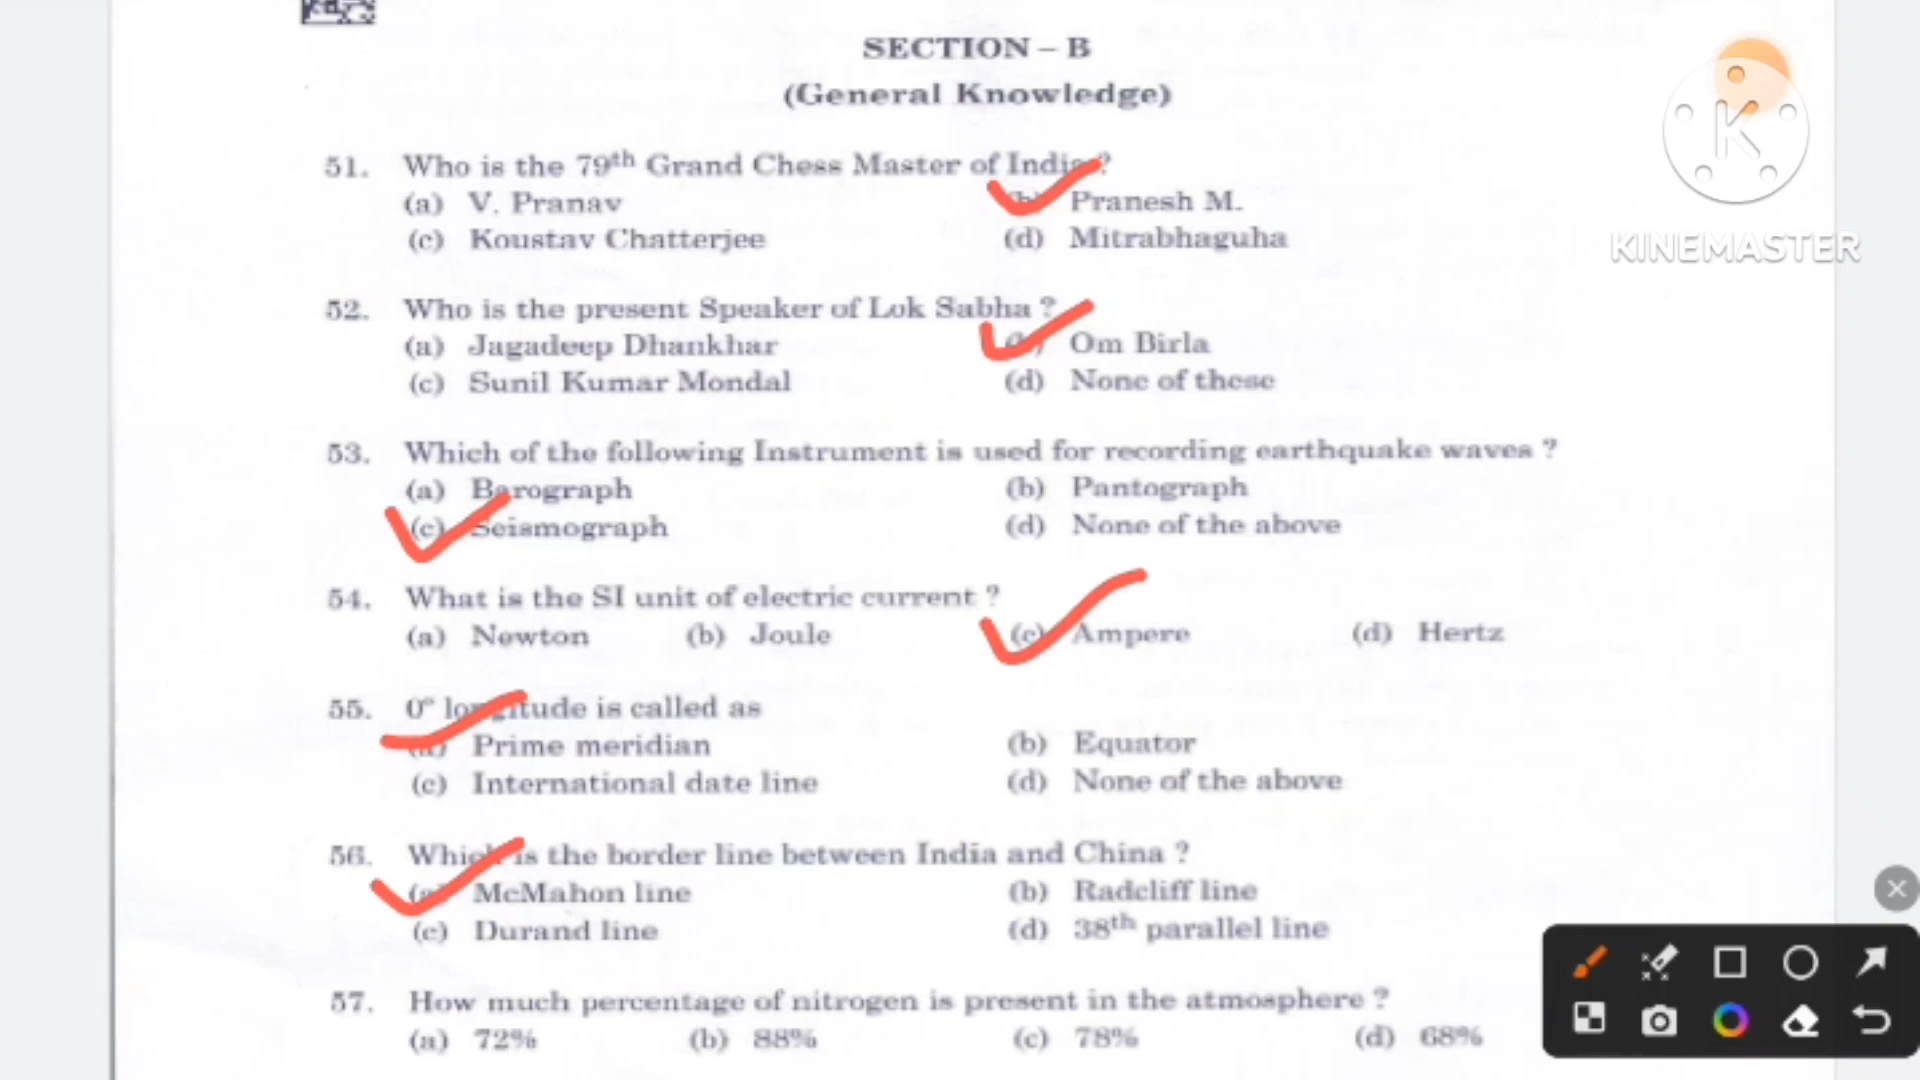 SECTION – B
(General Knowledge)
51. Who is the 79th Grand Chess Master of India ?
(a) V. Pranav (b) Pranesh M.
(c) Koustav Chatterjee (d) Mitrabhaguha
52. Who is the present Speaker of Lok Sabha ?
(a) Jagadeep Dhankhar (b) Om Birla
(c) Sunil Kumar Mondal (d) None of these
53. Which of the following Instrument is used for recording earthquake waves ?
(a) Barograph (b) Pantograph
(c) Seismograph (d) None of the above
54. What is the SI unit of electric current ?
(a) Newton (b) Joule (c) Ampere (d) Hertz
55. 0° longitude is called as
(a) Prime meridian (b) Equator
(c) International date line (d) None of the above
56. Which is the border line between India and China ?
(a) McMahon line (b) Radcliff line
(c) Durand line (d) 38th parallel line
57. How much percentage of nitrogen is present in the atmosphere ?
(a) 72% (b) 88% (c) 78% (d) 68%
K
KINEMASTER